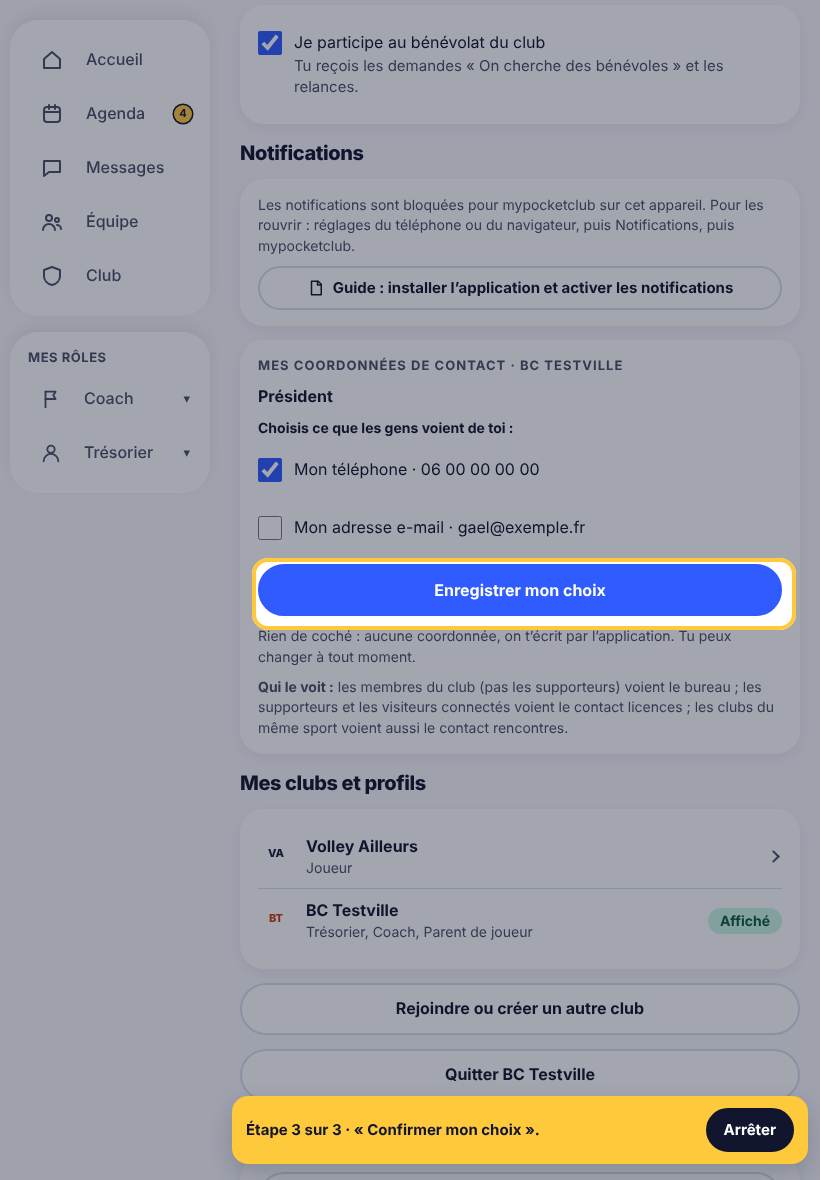 Accueil
Agenda
4
Messages
Équipe
Club
MES RÔLES
Coach
Trésorier
Je participe au bénévolat du club
Tu reçois les demandes « On cherche des bénévoles » et les
relances.
Notifications
Les notifications sont bloquées pour mypocketclub sur cet appareil. Pour les
rouvrir : réglages du téléphone ou du navigateur, puis Notifications, puis
mypocketclub.
Guide : installer l’application et activer les notifications
MES COORDONNÉES DE CONTACT · BC TESTVILLE
Président
Choisis ce que les gens voient de toi :
Mon téléphone · 06 00 00 00 00
Mon adresse e-mail · gael@exemple.fr
Enregistrer mon choix
Rien de coché : aucune coordonnée, on t’écrit par l’application. Tu peux
changer à tout moment.
Qui le voit : les membres du club (pas les supporteurs) voient le bureau ; les
supporteurs et les visiteurs connectés voient le contact licences ; les clubs du
même sport voient aussi le contact rencontres.
Mes clubs et profils
VA
Volley Ailleurs
Joueur
BT
BC Testville
Trésorier, Coach, Parent de joueur
Affiché
Rejoindre ou créer un autre club
Quitter BC Testville
Étape 3 sur 3 · « Confirmer mon choix ».
Arrêter